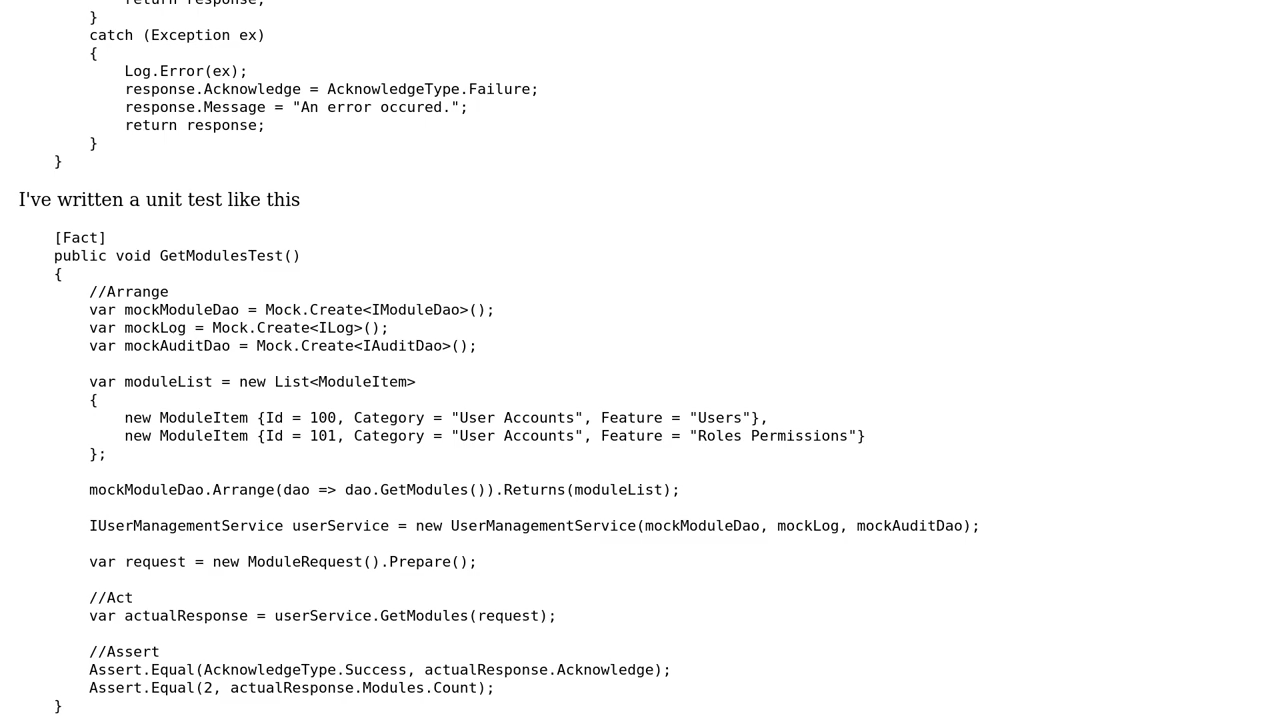 return response;
}
catch (Exception ex)
{
Log.Error(ex);
response.Acknowledge = AcknowledgeType.Failure;
response.Message = "An error occured.";
return response;
}
}
I've written a unit test like this
[Fact]
public void GetModulesTest()
{
//Arrange
var mockModuleDao = Mock.Create<IModuleDao>();
var mockLog = Mock.Create<ILog>();
var mockAuditDao = Mock.Create<IAuditDao>();
var moduleList = new List<ModuleItem>
{
new ModuleItem {Id = 100, Category = "User Accounts", Feature = "Users"},
new ModuleItem {Id = 101, Category = "User Accounts", Feature = "Roles Permissions"}
};
mockModuleDao.Arrange(dao => dao.GetModules()).Returns(moduleList);
IUserManagementService userService = new UserManagementService(mockModuleDao, mockLog, mockAuditDao);
var request = new ModuleRequest().Prepare();
//Act
var actualResponse = userService.GetModules(request);
//Assert
Assert.Equal(AcknowledgeType.Success, actualResponse.Acknowledge);
Assert.Equal(2, actualResponse.Modules.Count);
}